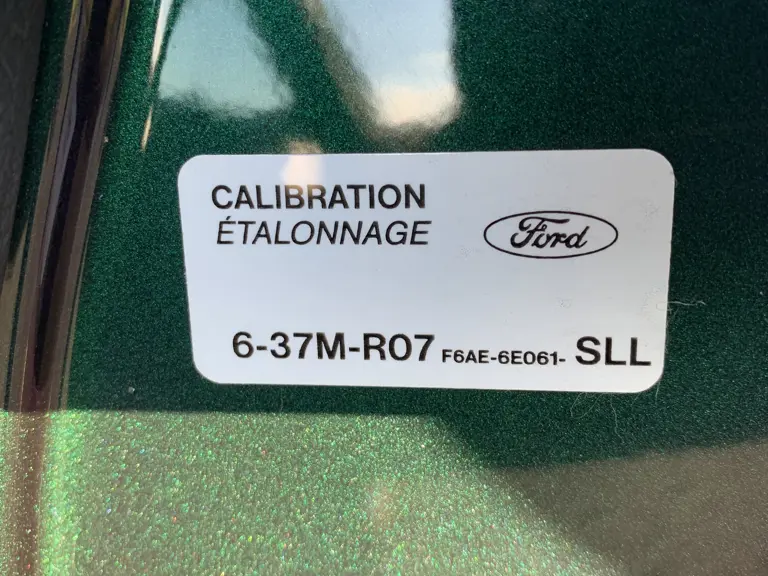 CALIBRATION
ÉTALONNAGE
Ford
6-37M-R07 F6AE-6E061- SLL